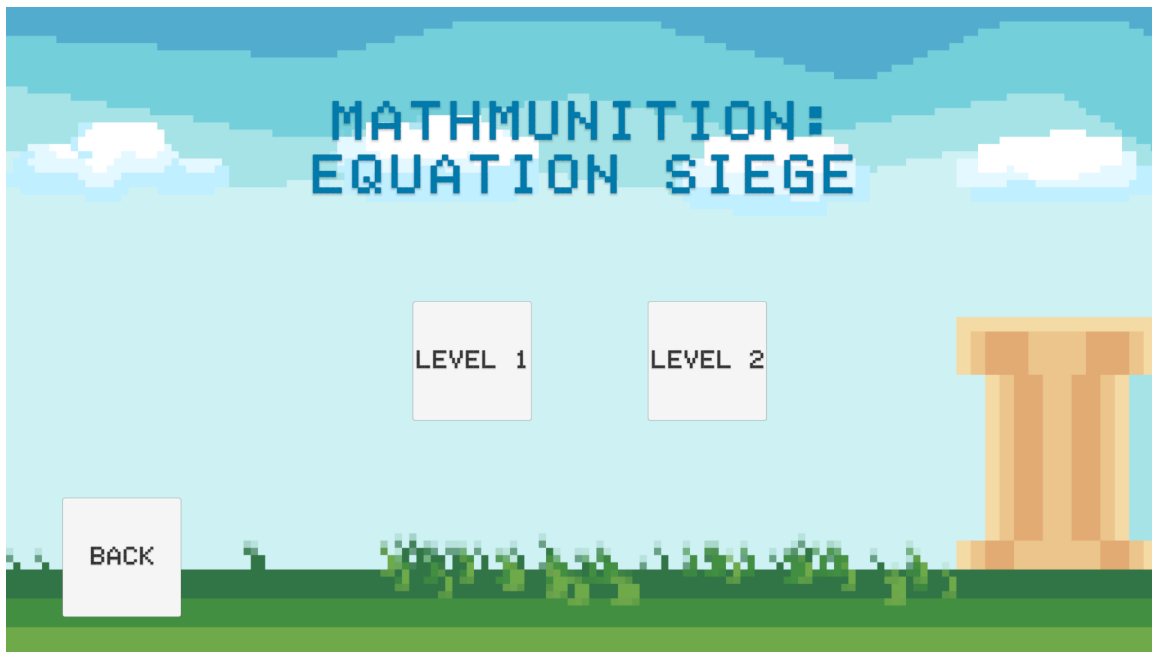 MATHMUNITION:
EQUATION SIEGE
LEVEL 1
LEVEL 2
BACK